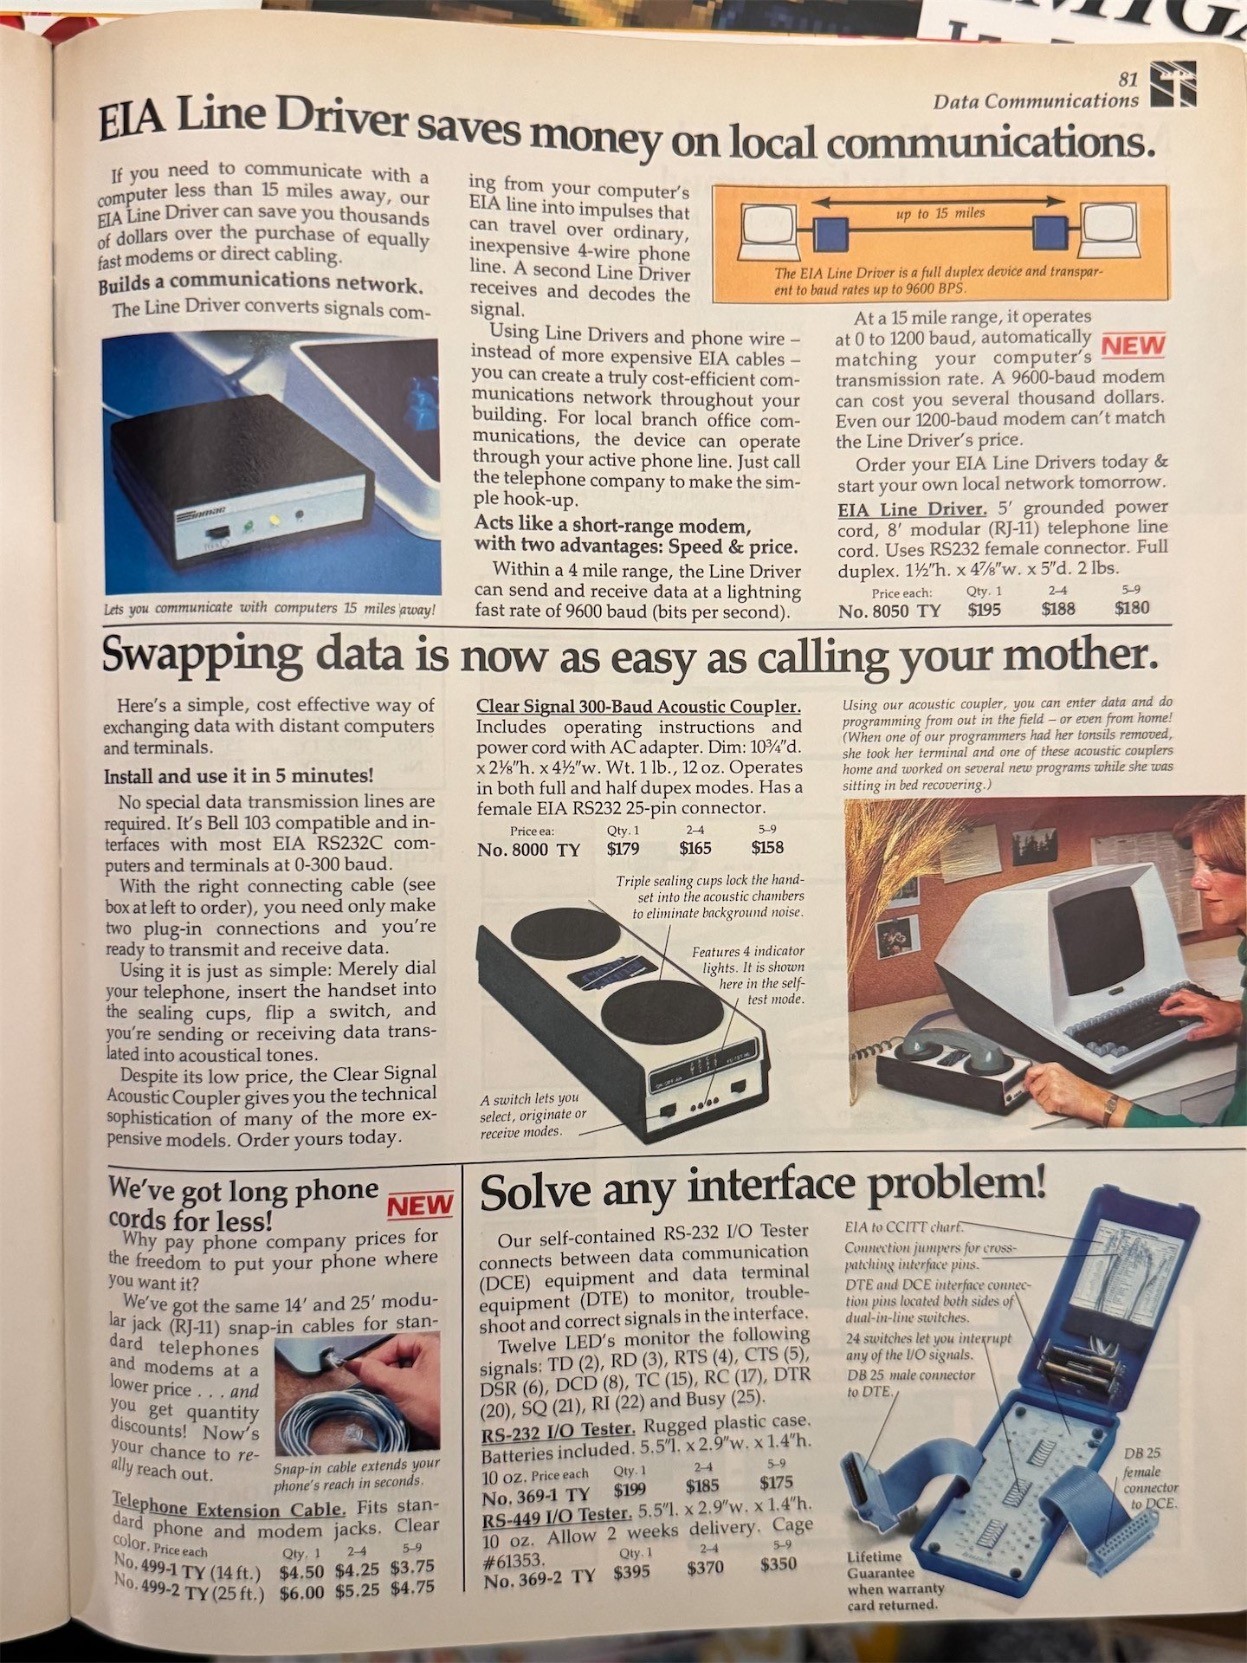 MIGA
81
Data Communications
EIA Line Driver saves money on local communications.
If you need to communicate with a
computer less than 15 miles away, our
EIA Line Driver can save you thousands
of dollars over the purchase of equally
fast modems or direct cabling.
Builds a communications network.
The Line Driver converts signals com-
inmac
Lets you communicate with computers 15 miles away!
ing from your computer's
EIA line into impulses that
can travel over ordinary,
inexpensive 4-wire phone
line. A second Line Driver
receives and decodes the
signal.
Using Line Drivers and phone wire –
instead of more expensive EIA cables –
you can create a truly cost-efficient com-
munications network throughout your
building. For local branch office com-
munications, the device can operate
through your active phone line. Just call
the telephone company to make the sim-
ple hook-up.
Acts like a short-range modem,
with two advantages: Speed & price.
Within a 4 mile range, the Line Driver
can send and receive data at a lightning
fast rate of 9600 baud (bits per second).
up to 15 miles
The EIA Line Driver is a full duplex device and transpar-
ent to baud rates up to 9600 BPS.
At a 15 mile range, it operates
at 0 to 1200 baud, automatically
matching your computer's
transmission rate. A 9600-baud modem
can cost you several thousand dollars.
Even our 1200-baud modem can't match
the Line Driver's price.
NEW
Order your EIA Line Drivers today &
start your own local network tomorrow.
EIA Line Driver. 5' grounded power
cord, 8' modular (RJ-11) telephone line
cord. Uses RS232 female connector. Full
duplex. 1½"h. x 4⅞"w. x 5"d. 2 lbs.
Price each: Qty. 1 2-4 5-9
No. 8050 TY $195 $188 $180
Swapping data is now as easy as calling your mother.
Here's a simple, cost effective way of
exchanging data with distant computers
and terminals.
Install and use it in 5 minutes!
No special data transmission lines are
required. It's Bell 103 compatible and in-
terfaces with most EIA RS232C com-
puters and terminals at 0-300 baud.
With the right connecting cable (see
box at left to order), you need only make
two plug-in connections and you're
ready to transmit and receive data.
Using it is just as simple: Merely dial
your telephone, insert the handset into
the sealing cups, flip a switch, and
you're sending or receiving data trans-
lated into acoustical tones.
Despite its low price, the Clear Signal
Acoustic Coupler gives you the technical
sophistication of many of the more ex-
pensive models. Order yours today.
Clear Signal 300-Baud Acoustic Coupler.
Includes operating instructions and
power cord with AC adapter. Dim: 10¾"d.
x 2⅛"h. x 4½"w. Wt. 1 lb., 12 oz. Operates
in both full and half dupex modes. Has a
female EIA RS232 25-pin connector.
Price ea: Qty. 1 2-4 5-9
No. 8000 TY $179 $165 $158
Triple sealing cups lock the hand-
set into the acoustic chambers
to eliminate background noise.
Features 4 indicator
lights. It is shown
here in the self-
test mode.
A switch lets you
select, originate or
receive modes.
Using our acoustic coupler, you can enter data and do
programming from out in the field – or even from home!
(When one of our programmers had her tonsils removed,
she took her terminal and one of these acoustic couplers
home and worked on several new programs while she was
sitting in bed recovering.)
We've got long phone
cords for less!
NEW
Why pay phone company prices for
the freedom to put your phone where
you want it?
We've got the same 14' and 25' modu-
lar jack (RJ-11) snap-in cables for stan-
dard telephones
and modems at a
lower price . . . and
you get quantity
discounts! Now's
your chance to re-
ally reach out.
Snap-in cable extends your
phone's reach in seconds.
Telephone Extension Cable. Fits stan-
dard phone and modem jacks. Clear
color. Price each Qty. 1 2-4 5-9
No. 499-1 TY (14 ft.) $4.50 $4.25 $3.75
No. 499-2 TY (25 ft.) $6.00 $5.25 $4.75
Solve any interface problem!
Our self-contained RS-232 I/O Tester
connects between data communication
(DCE) equipment and data terminal
equipment (DTE) to monitor, trouble-
shoot and correct signals in the interface.
Twelve LED's monitor the following
signals: TD (2), RD (3), RTS (4), CTS (5),
DSR (6), DCD (8), TC (15), RC (17), DTR
(20), SQ (21), RI (22) and Busy (25).
RS-232 I/O Tester. Rugged plastic case.
Batteries included. 5.5"l. x 2.9"w. x 1.4"h.
10 oz. Price each Qty. 1 2-4 5-9
No. 369-1 TY $199 $185 $175
RS-449 I/O Tester. 5.5"l. x 2.9"w. x 1.4"h.
10 oz. Allow 2 weeks delivery. Cage
#61353. Qty. 1 2-4 5-9
No. 369-2 TY $395 $370 $350
EIA to CCITT chart.
Connection jumpers for cross-
patching interface pins.
DTE and DCE interface connec-
tion pins located both sides of
dual-in-line switches.
24 switches let you interrupt
any of the I/O signals.
DB 25 male connector
to DTE.
DB 25
female
connector
to DCE.
Lifetime
Guarantee
when warranty
card returned.